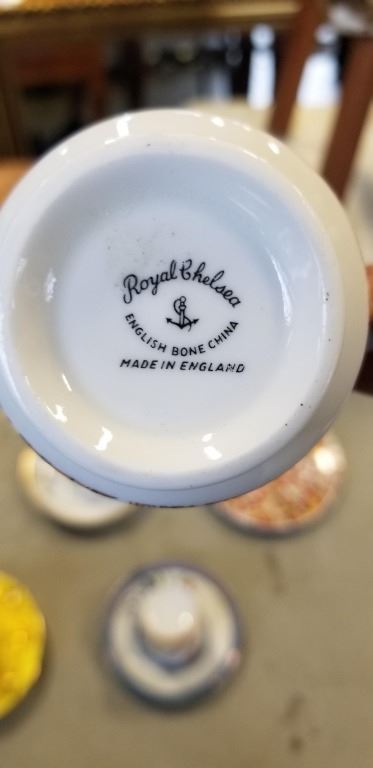 Royal Chelsea
ENGLISH BONE CHINA
MADE IN ENGLAND